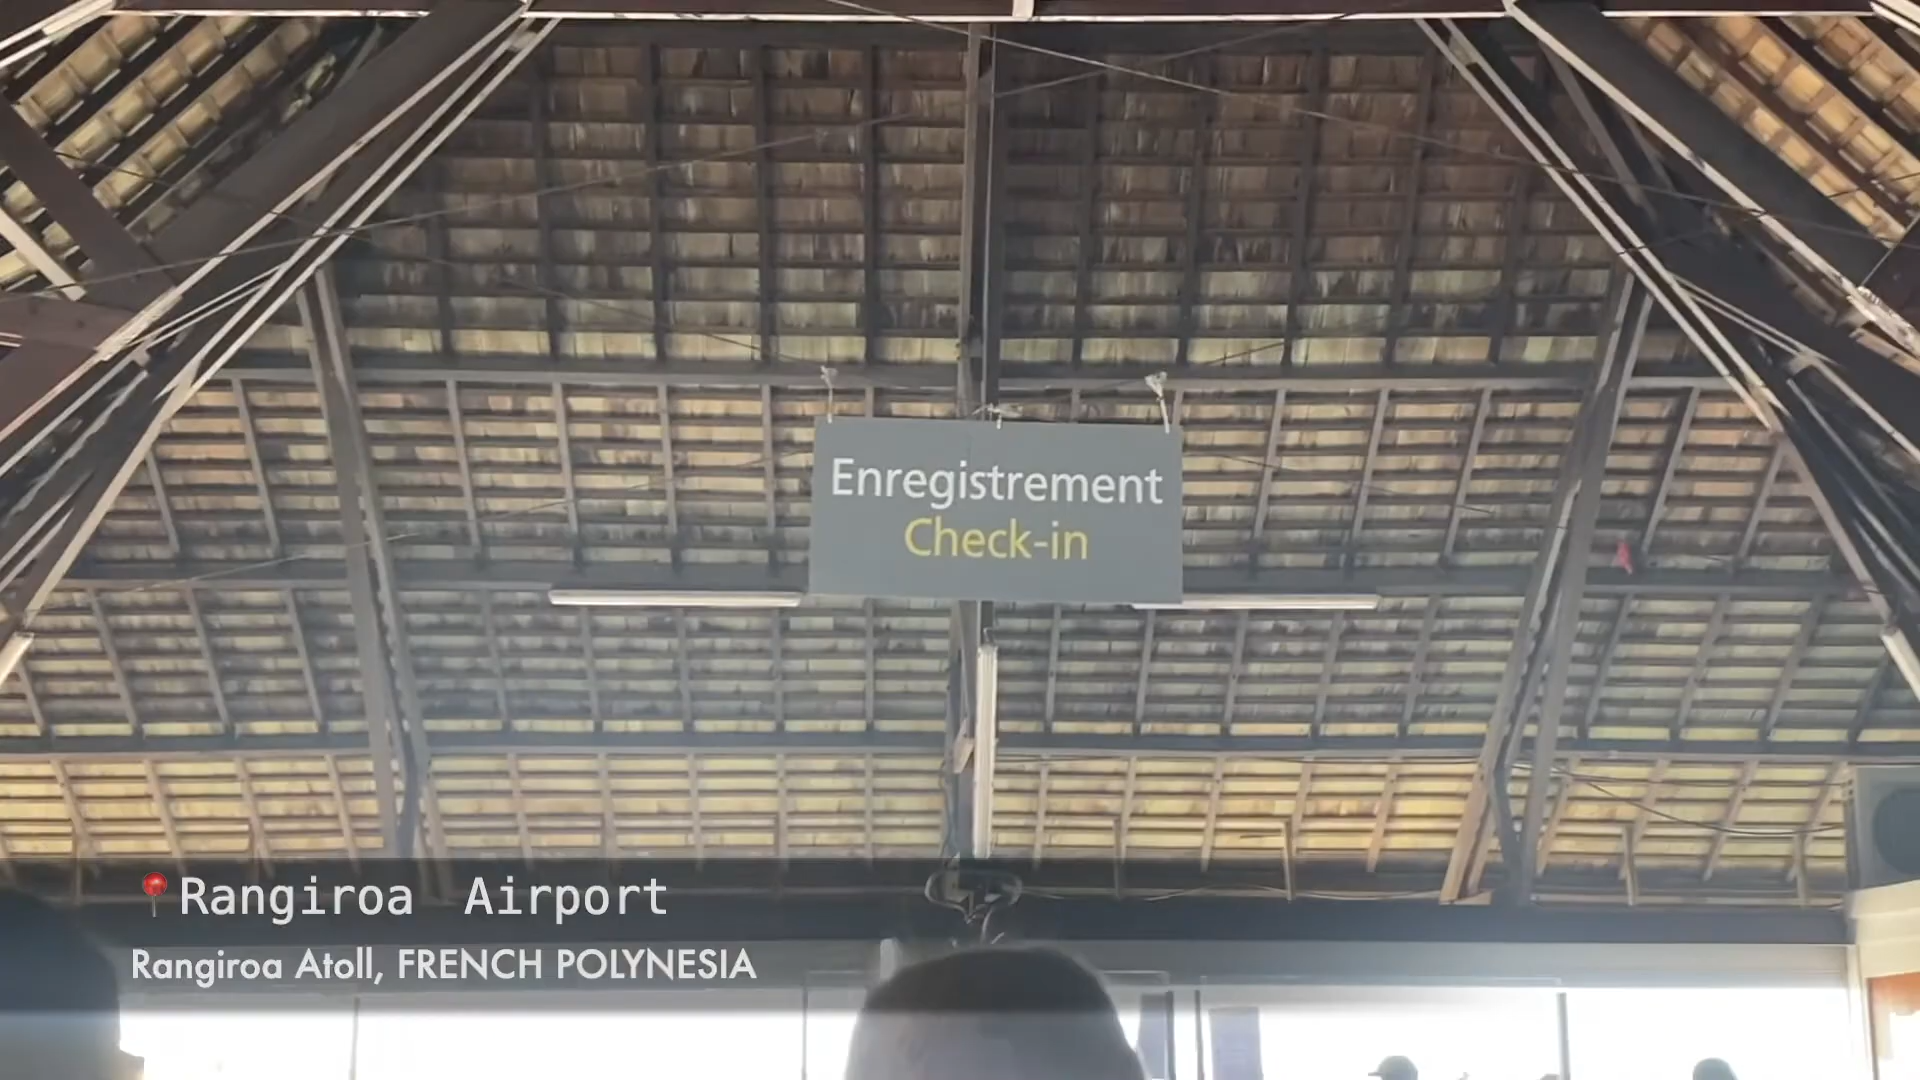 Enregistrement
Check-in
Rangiroa Airport
Rangiroa Atoll, FRENCH POLYNESIA